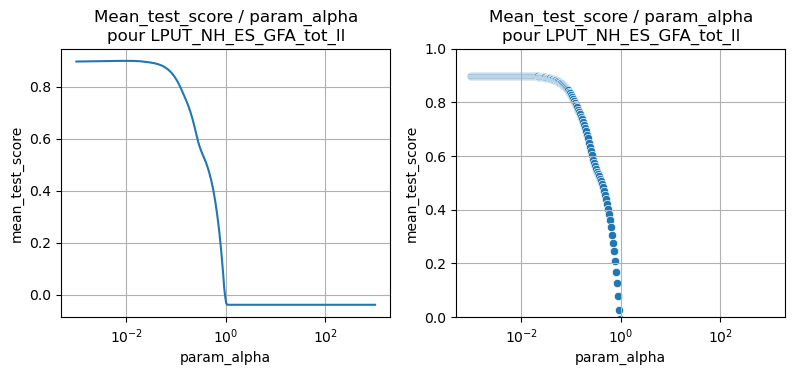 Mean_test_score / param_alpha
pour LPUT_NH_ES_GFA_tot_II
mean_test_score
0.8
0.6
0.4
0.2
0.0
10⁻²
10⁰
10²
param_alpha
Mean_test_score / param_alpha
pour LPUT_NH_ES_GFA_tot_II
mean_test_score
1.0
0.8
0.6
0.4
0.2
0.0
10⁻²
10⁰
10²
param_alpha